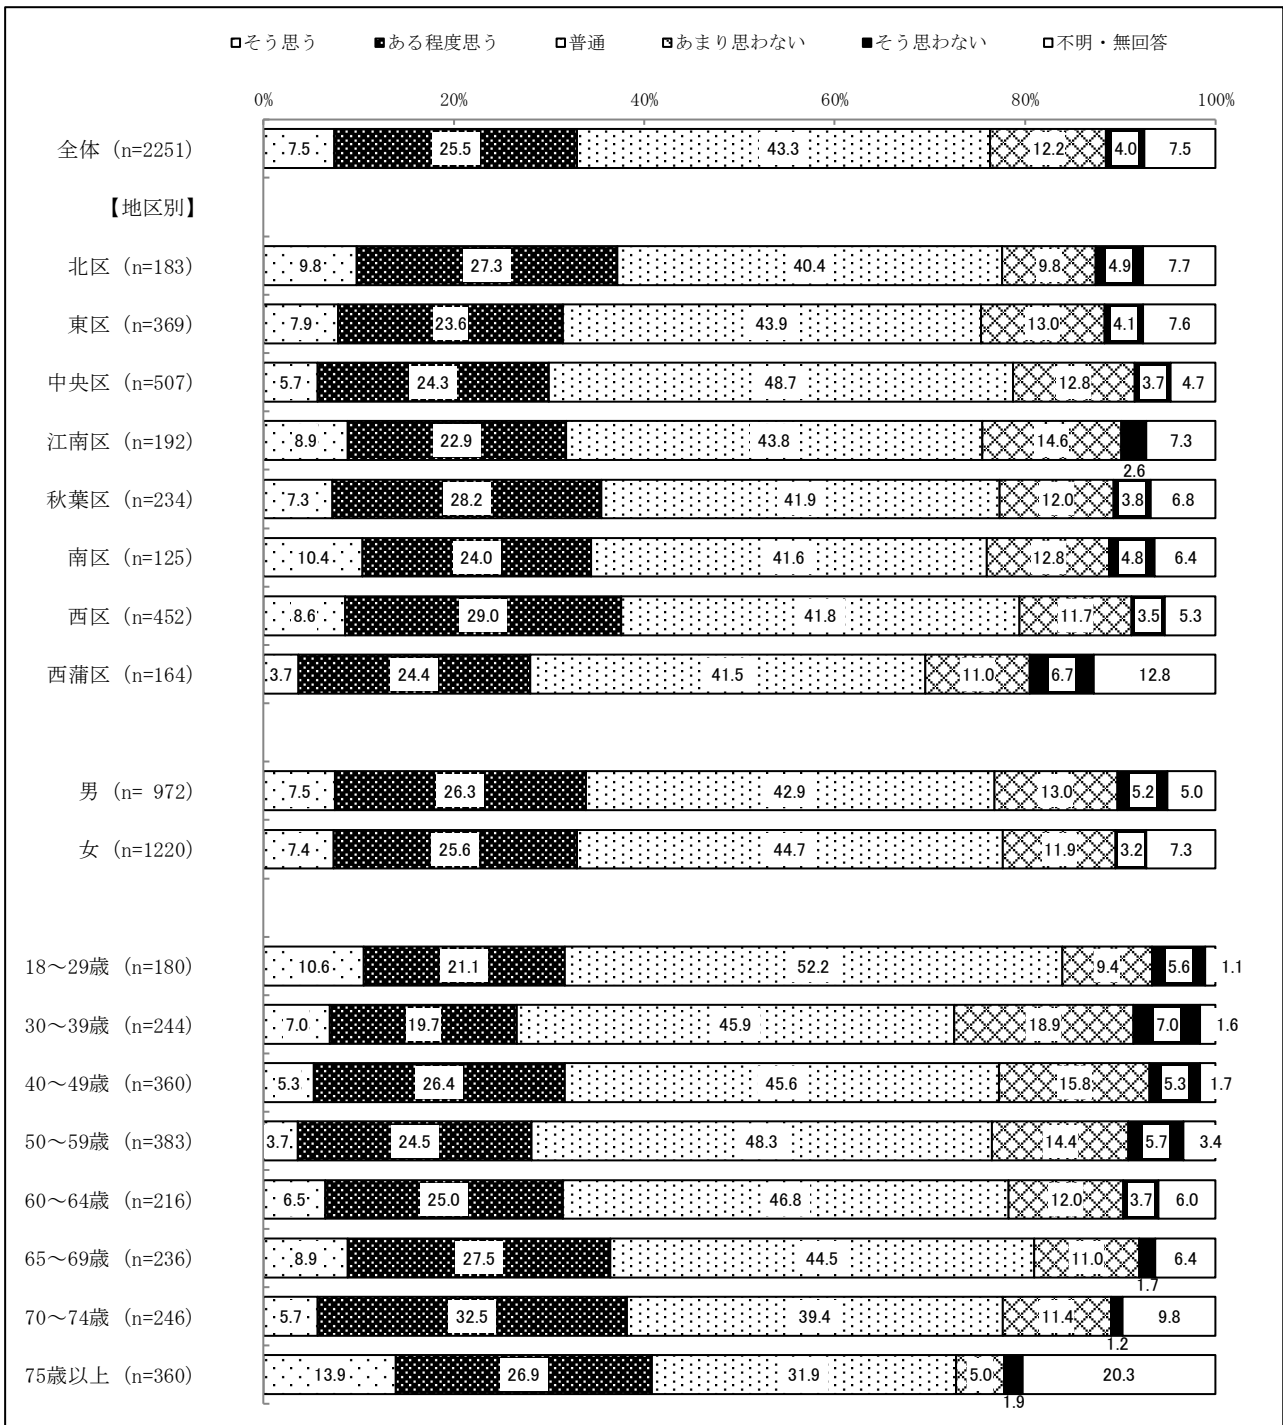 そう思う ある程度思う 普通 あまり思わない そう思わない 不明・無回答
0% 20% 40% 60% 80% 100%
全体 (n=2251) 7.5 25.5 43.3 12.2 4.0 7.5
【地区別】
北区 (n=183) 9.8 27.3 40.4 9.8 4.9 7.7
東区 (n=369) 7.9 23.6 43.9 13.0 4.1 7.6
中央区 (n=507) 5.7 24.3 48.7 12.8 3.7 4.7
江南区 (n=192) 8.9 22.9 43.8 14.6 2.6 7.3
秋葉区 (n=234) 7.3 28.2 41.9 12.0 3.8 6.8
南区 (n=125) 10.4 24.0 41.6 12.8 4.8 6.4
西区 (n=452) 8.6 29.0 41.8 11.7 3.5 5.3
西蒲区 (n=164) 3.7 24.4 41.5 11.0 6.7 12.8
男 (n= 972) 7.5 26.3 42.9 13.0 5.2 5.0
女 (n=1220) 7.4 25.6 44.7 11.9 3.2 7.3
18～29歳 (n=180) 10.6 21.1 52.2 9.4 5.6 1.1
30～39歳 (n=244) 7.0 19.7 45.9 18.9 7.0 1.6
40～49歳 (n=360) 5.3 26.4 45.6 15.8 5.3 1.7
50～59歳 (n=383) 3.7 24.5 48.3 14.4 5.7 3.4
60～64歳 (n=216) 6.5 25.0 46.8 12.0 3.7 6.0
65～69歳 (n=236) 8.9 27.5 44.5 11.0 1.7 6.4
70～74歳 (n=246) 5.7 32.5 39.4 11.4 1.2 9.8
75歳以上 (n=360) 13.9 26.9 31.9 5.0 1.9 20.3